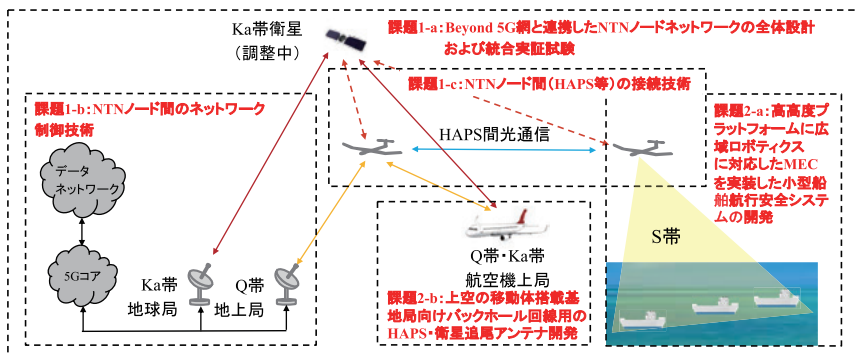 Ka帯衛星
（調整中）
課題1-a：Beyond 5G網と連携したNTNノードネットワークの全体設計
および統合実証試験
課題1-c：NTNノード間（HAPS等）の接続技術
課題1-b：NTNノード間のネットワーク
制御技術
課題2-a：高高度プ
ラットフォームに広
域ロボティクス
に対応したMEC
を実装した小型船
舶航行安全システ
ムの開発
HAPS間光通信
データ
ネットワーク
5Gコア
Ka帯
地球局
Q帯
地上局
Q帯・Ka帯
航空機上局
S帯
課題2-b：上空の移動体搭載基
地局向けバックホール回線用の
HAPS・衛星追尾アンテナ開発